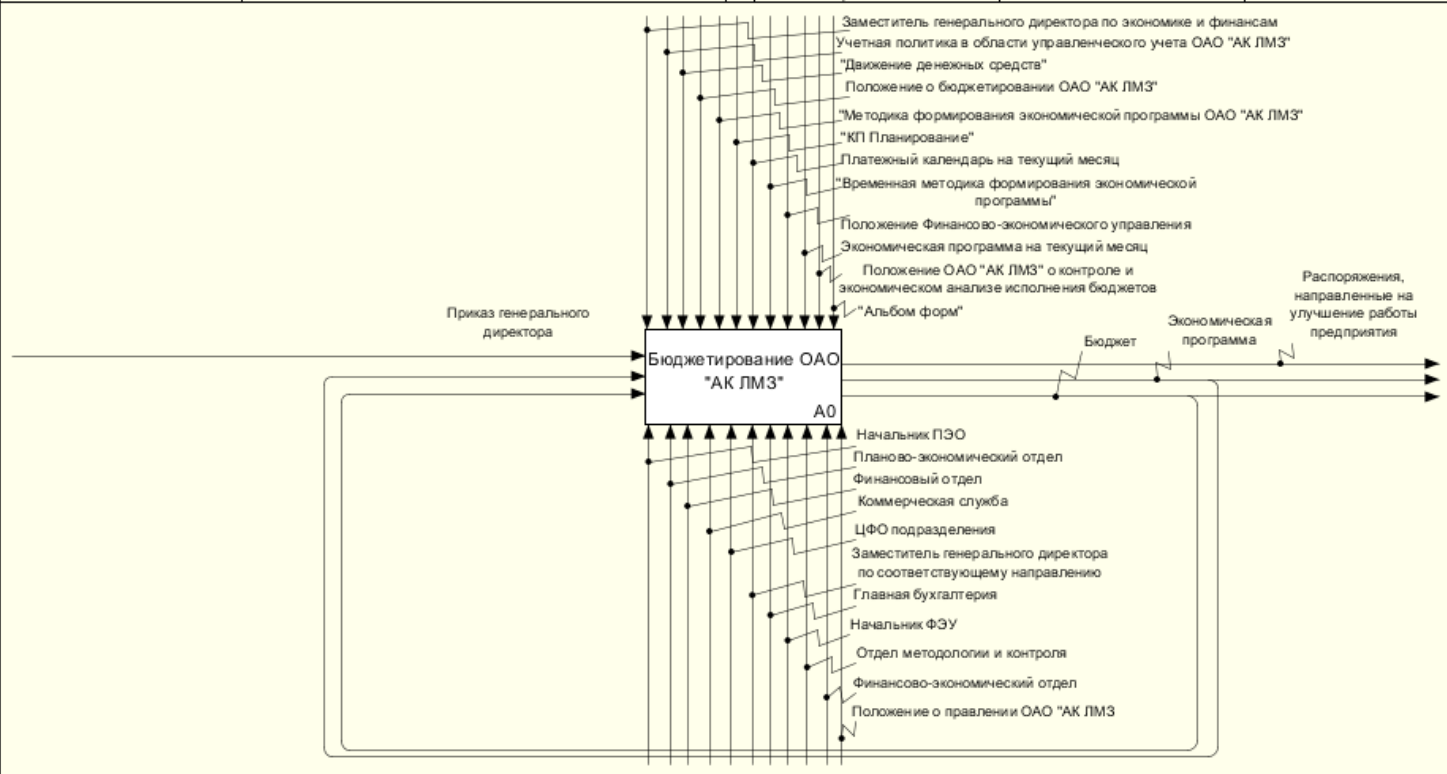 Заместитель генерального директора по экономике и финансам
Учетная политика в области управленческого учета ОАО "АК ЛМЗ"
"Движение денежных средств"
Положение о бюджетировании ОАО "АК ЛМЗ"
"Методика формирования экономической программы ОАО "АК ЛМЗ"
"КП Планирование"
Платежный календарь на текущий месяц
"Временная методика формирования экономической
программы"
Положение Финансово-экономического управления
Экономическая программа на текущий месяц
Положение ОАО "АК ЛМЗ" о контроле и
экономическом анализе исполнения бюджетов
"Альбом форм"
Приказ генерального
директора
Бюджетирование ОАО
"АК ЛМЗ"
A0
Бюджет
Экономическая
программа
Распоряжения,
направленные на
улучшение работы
предприятия
Начальник ПЭО
Планово-экономический отдел
Финансовый отдел
Коммерческая служба
ЦФО подразделения
Заместитель генерального директора
по соответствующему направлению
Главная бухгалтерия
Начальник ФЭУ
Отдел методологии и контроля
Финансово-экономический отдел
Положение о правлении ОАО "АК ЛМЗ